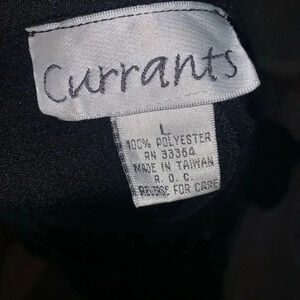 Currants
L
100% POLYESTER
RN 33364
MADE IN TAIWAN
R. O. C.
REVERSE FOR CARE